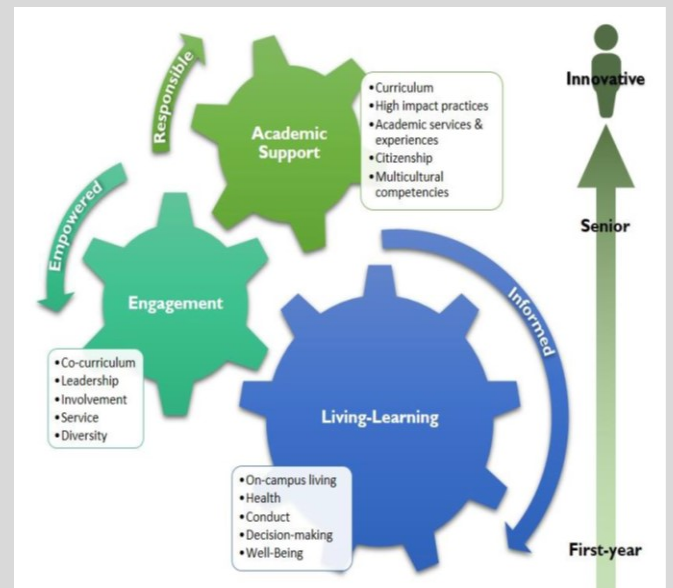 Responsible
Academic
Support
• Curriculum
• High impact practices
• Academic services &
experiences
• Citizenship
• Multicultural
competencies
Innovative
Senior
Empowered
Engagement
• Co-curriculum
• Leadership
• Involvement
• Service
• Diversity
Informed
Living-Learning
• On-campus living
• Health
• Conduct
• Decision-making
• Well-Being
First-year